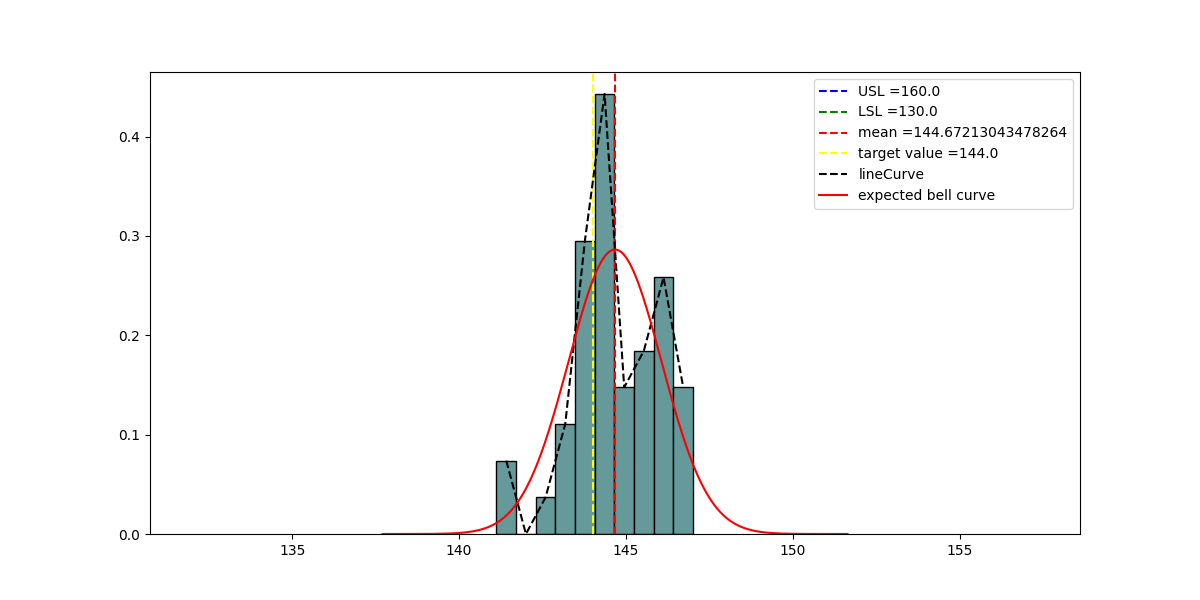 USL =160.0
LSL =130.0
mean =144.67213043478264
target value =144.0
lineCurve
expected bell curve
0.4
0.3
0.2
0.1
0.0
135 140 145 150 155